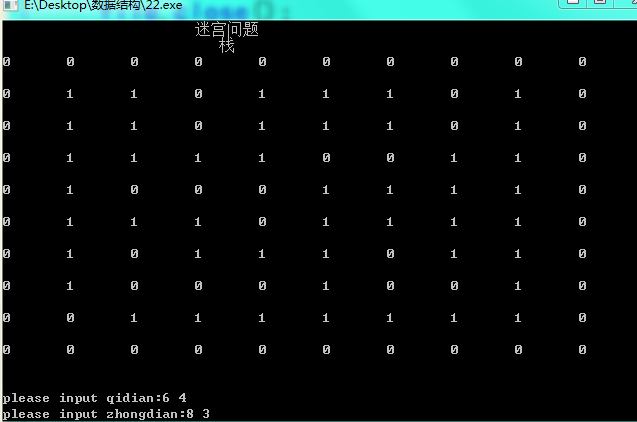 E:\Desktop\数据结构\22.exe
迷宫问题
栈
0 0 0 0 0 0 0 0 0 0
0 1 1 0 1 1 1 0 1 0
0 1 1 0 1 1 1 0 1 0
0 1 1 1 1 0 0 1 1 0
0 1 0 0 0 1 1 1 1 0
0 1 1 1 0 1 1 1 1 0
0 1 0 1 1 1 0 1 1 0
0 1 0 0 0 1 0 0 1 0
0 0 1 1 1 1 1 1 1 0
0 0 0 0 0 0 0 0 0 0
please input qidian:6 4
please input zhongdian:8 3